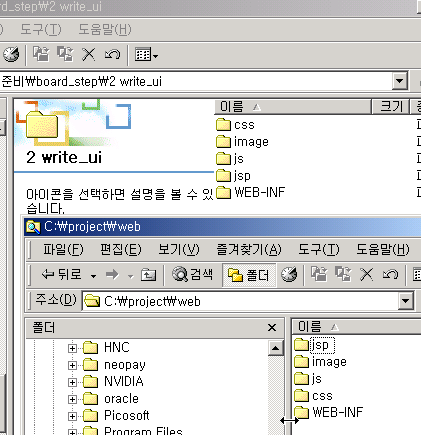 rd_step\2 write_ui
도구(T) 도움말(H)
준비\board_step\2 write_ui
이름 크기
css
image
js
jsp
WEB-INF
2 write_ui
아이콘을 선택하면 설명을 볼 수 있
습니다.
C:\project\web
파일(F) 편집(E) 보기(V) 즐겨찾기(A) 도구(T) 도움말(H)
뒤로 검색 폴더
주소(D) C:\project\web
폴더
이름
HNC
neopay
NVIDIA
oracle
Picosoft
Program Files
jsp
image
js
css
WEB-INF